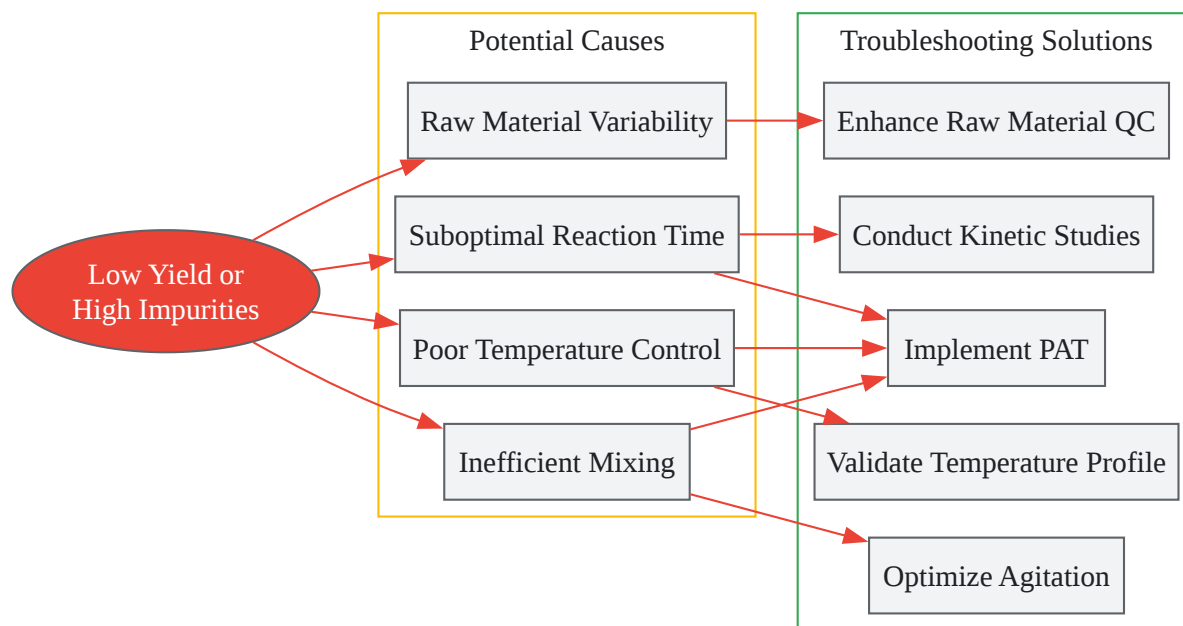 Potential Causes
Troubleshooting Solutions
Raw Material Variability
Enhance Raw Material QC
Suboptimal Reaction Time
Conduct Kinetic Studies
Low Yield or
High Impurities
Poor Temperature Control
Implement PAT
Inefficient Mixing
Validate Temperature Profile
Optimize Agitation